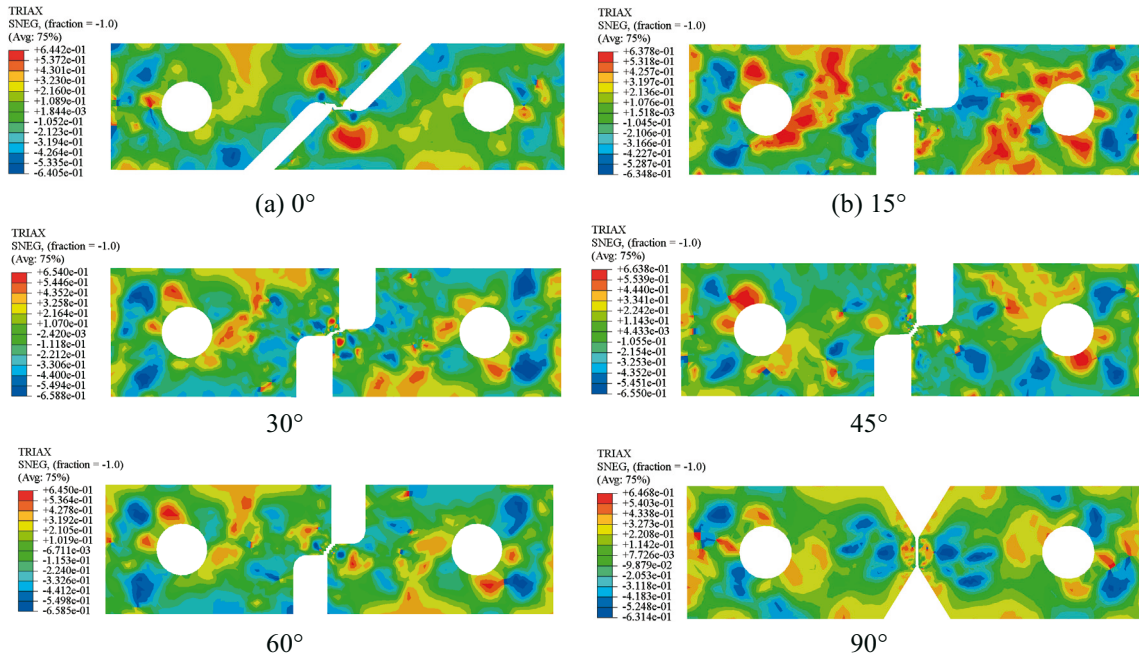 TRIAX
SNEG, (fraction = -1.0)
(Avg: 75%)
+6.442e-01
+5.372e-01
+4.301e-01
+3.230e-01
+2.160e-01
+1.089e-01
+1.844e-03
-1.052e-01
-2.123e-01
-3.194e-01
-4.264e-01
-5.335e-01
-6.405e-01
(a) 0°
TRIAX
SNEG, (fraction = -1.0)
(Avg: 75%)
+6.378e-01
+5.318e-01
+4.257e-01
+3.197e-01
+2.136e-01
+1.076e-01
+1.518e-03
-1.045e-01
-2.106e-01
-3.166e-01
-4.227e-01
-5.287e-01
-6.348e-01
(b) 15°
TRIAX
SNEG, (fraction = -1.0)
(Avg: 75%)
+6.540e-01
+5.446e-01
+4.352e-01
+3.258e-01
+2.164e-01
+1.070e-01
-2.420e-03
-1.118e-01
-2.212e-01
-3.306e-01
-4.400e-01
-5.494e-01
-6.588e-01
30°
TRIAX
SNEG, (fraction = -1.0)
(Avg: 75%)
+6.638e-01
+5.539e-01
+4.440e-01
+3.341e-01
+2.242e-01
+1.143e-01
+4.433e-03
-1.055e-01
-2.154e-01
-3.253e-01
-4.352e-01
-5.451e-01
-6.550e-01
45°
TRIAX
SNEG, (fraction = -1.0)
(Avg: 75%)
+6.450e-01
+5.364e-01
+4.278e-01
+3.192e-01
+2.105e-01
+1.019e-01
-6.711e-03
-1.153e-01
-2.240e-01
-3.326e-01
-4.412e-01
-5.498e-01
-6.585e-01
60°
TRIAX
SNEG, (fraction = -1.0)
(Avg: 75%)
+6.468e-01
+5.403e-01
+4.338e-01
+3.273e-01
+2.208e-01
+1.142e-01
+7.726e-03
-9.879e-02
-2.053e-01
-3.118e-01
-4.183e-01
-5.248e-01
-6.314e-01
90°